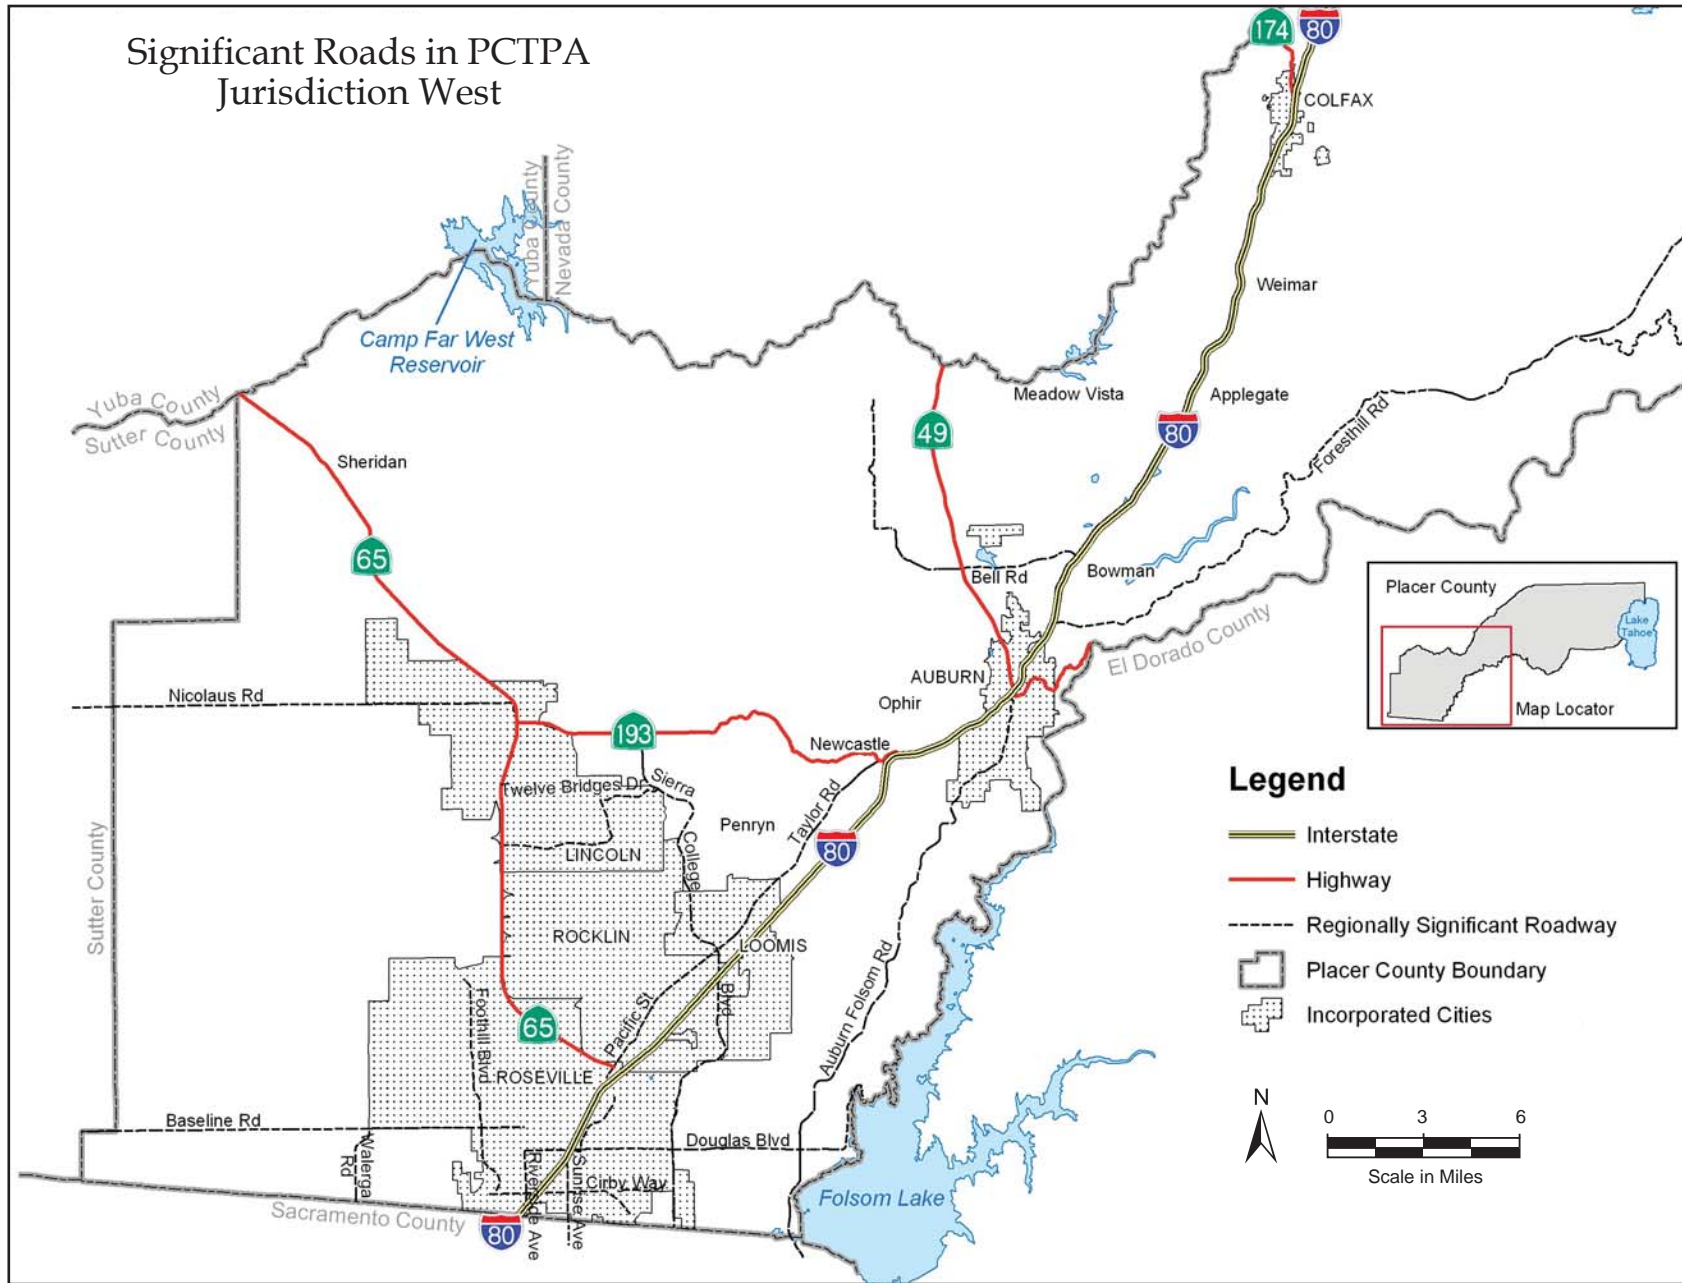 Significant Roads in PCTPA
Jurisdiction West
174
80
COLFAX
Yuba County
Nevada County
Weimar
Camp Far West
Reservoir
Meadow Vista
Applegate
Yuba County
Sutter County
49
80
Foresthill Rd
Sheridan
65
Bell Rd
Bowman
El Dorado County
AUBURN
Ophir
Nicolaus Rd
193
Newcastle
Twelve Bridges Dr
Sierra
College
Blvd
Taylor Rd
Penryn
80
LINCOLN
Sutter County
ROCKLIN
LOOMIS
Auburn Folsom Rd
Pacific St
Foothill Blvd
65
ROSEVILLE
Baseline Rd
Walerga
Rd
Douglas Blvd
Riverside Ave
Sunrise Ave
Cirby Way
Sacramento County
80
Folsom Lake
Placer County
Lake
Tahoe
Map Locator
Legend
Interstate
Highway
Regionally Significant Roadway
Placer County Boundary
Incorporated Cities
N
0 3 6
Scale in Miles